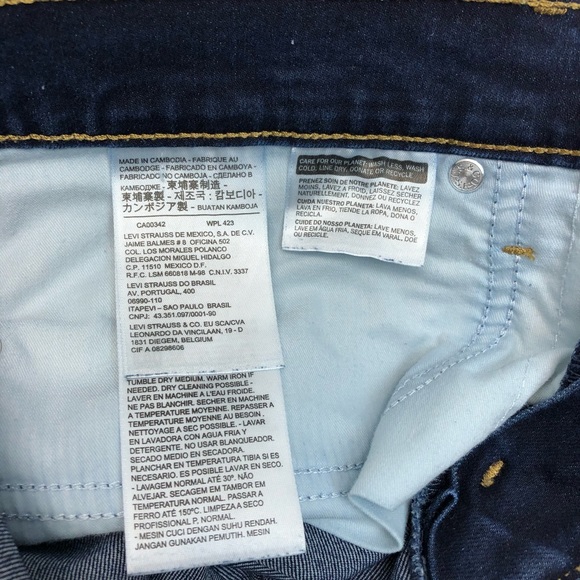 MADE IN CAMBODIA - FABRIQUE AU
CAMBODGE - FABRICADO EN CAMBOYA -
FABRICADO NO CAMBOJA - СДЕЛАНО В
КАМБОДЖЕ - 柬埔寨制造 -
柬埔寨製 - 제조국 : 캄보디아 -
カンボジア製 - BUATAN KAMBOJA
CA00342 WPL 423
LEVI STRAUSS DE MEXICO, S.A. DE C.V.
JAIME BALMES # 8 OFICINA 502
COL. LOS MORALES POLANCO
DELEGACION MIGUEL HIDALGO
C.P. 11510 MEXICO D.F.
R.F.C. LSM 660818 M-98 C.N.I.V. 3337
LEVI STRAUSS DO BRASIL
AV. PORTUGAL, 400
06990-110
ITAPEVI – SAO PAULO - BRASIL
CNPJ: 43.351.097/0001-90
LEVI STRAUSS & CO. EU SCA/CVA
LEONARDO DA VINCILAAN, 19 - D
1831 DIEGEM, BELGIUM
CIF A 08298606
TUMBLE DRY MEDIUM. WARM IRON IF
NEEDED. DRY CLEANING POSSIBLE -
LAVER EN MACHINE A L'EAU FROIDE.
NE PAS BLANCHIR. SECHER EN MACHINE
A TEMPERATURE MOYENNE. REPASSER A
TEMPERATURE MOYENNE AU BESOIN.
NETTOYAGE A SEC POSSIBLE. - LAVAR
EN LAVADORA CON AGUA FRIA Y
DETERGENTE. NO USAR BLANQUEADOR.
SECADO MEDIO EN SECADORA.
PLANCHAR EN TEMPERATURA TIBIA SI ES
NECESARIO. ES POSIBLE LAVAR EN SECO.
- LAVAGEM NORMAL ATÉ 30º. NÃO
ALVEJAR. SECAGEM EM TAMBOR EM
TEMPERATURA NORMAL. PASSAR A
FERRO ATÉ 150ºC. LIMPEZA A SECO
PROFISSIONAL P, NORMAL.
- MESIN CUCI DENGAN SUHU RENDAH.
JANGAN GUNAKAN PEMUTIH. MESIN
CARE FOR OUR PLANET: WASH LESS, WASH
COLD, LINE DRY, DONATE OR RECYCLE
PRENEZ SOIN DE NOTRE PLANETE: LAVEZ
MOINS, LAVEZ A FROID, LAISSEZ SECHER
NATURELLEMENT, DONNEZ OU RECYCLEZ
CUIDA NUESTRO PLANETA: LAVA MENOS,
LAVA EN FRIO, TIENDE LA ROPA, DONA O
RECICLA.
CUIDE DO NOSSO PLANETA: LAVE MENOS,
LAVE EM ÁGUA FRIA, SEQUE EM VARAL, DOE
OU RECICLE.